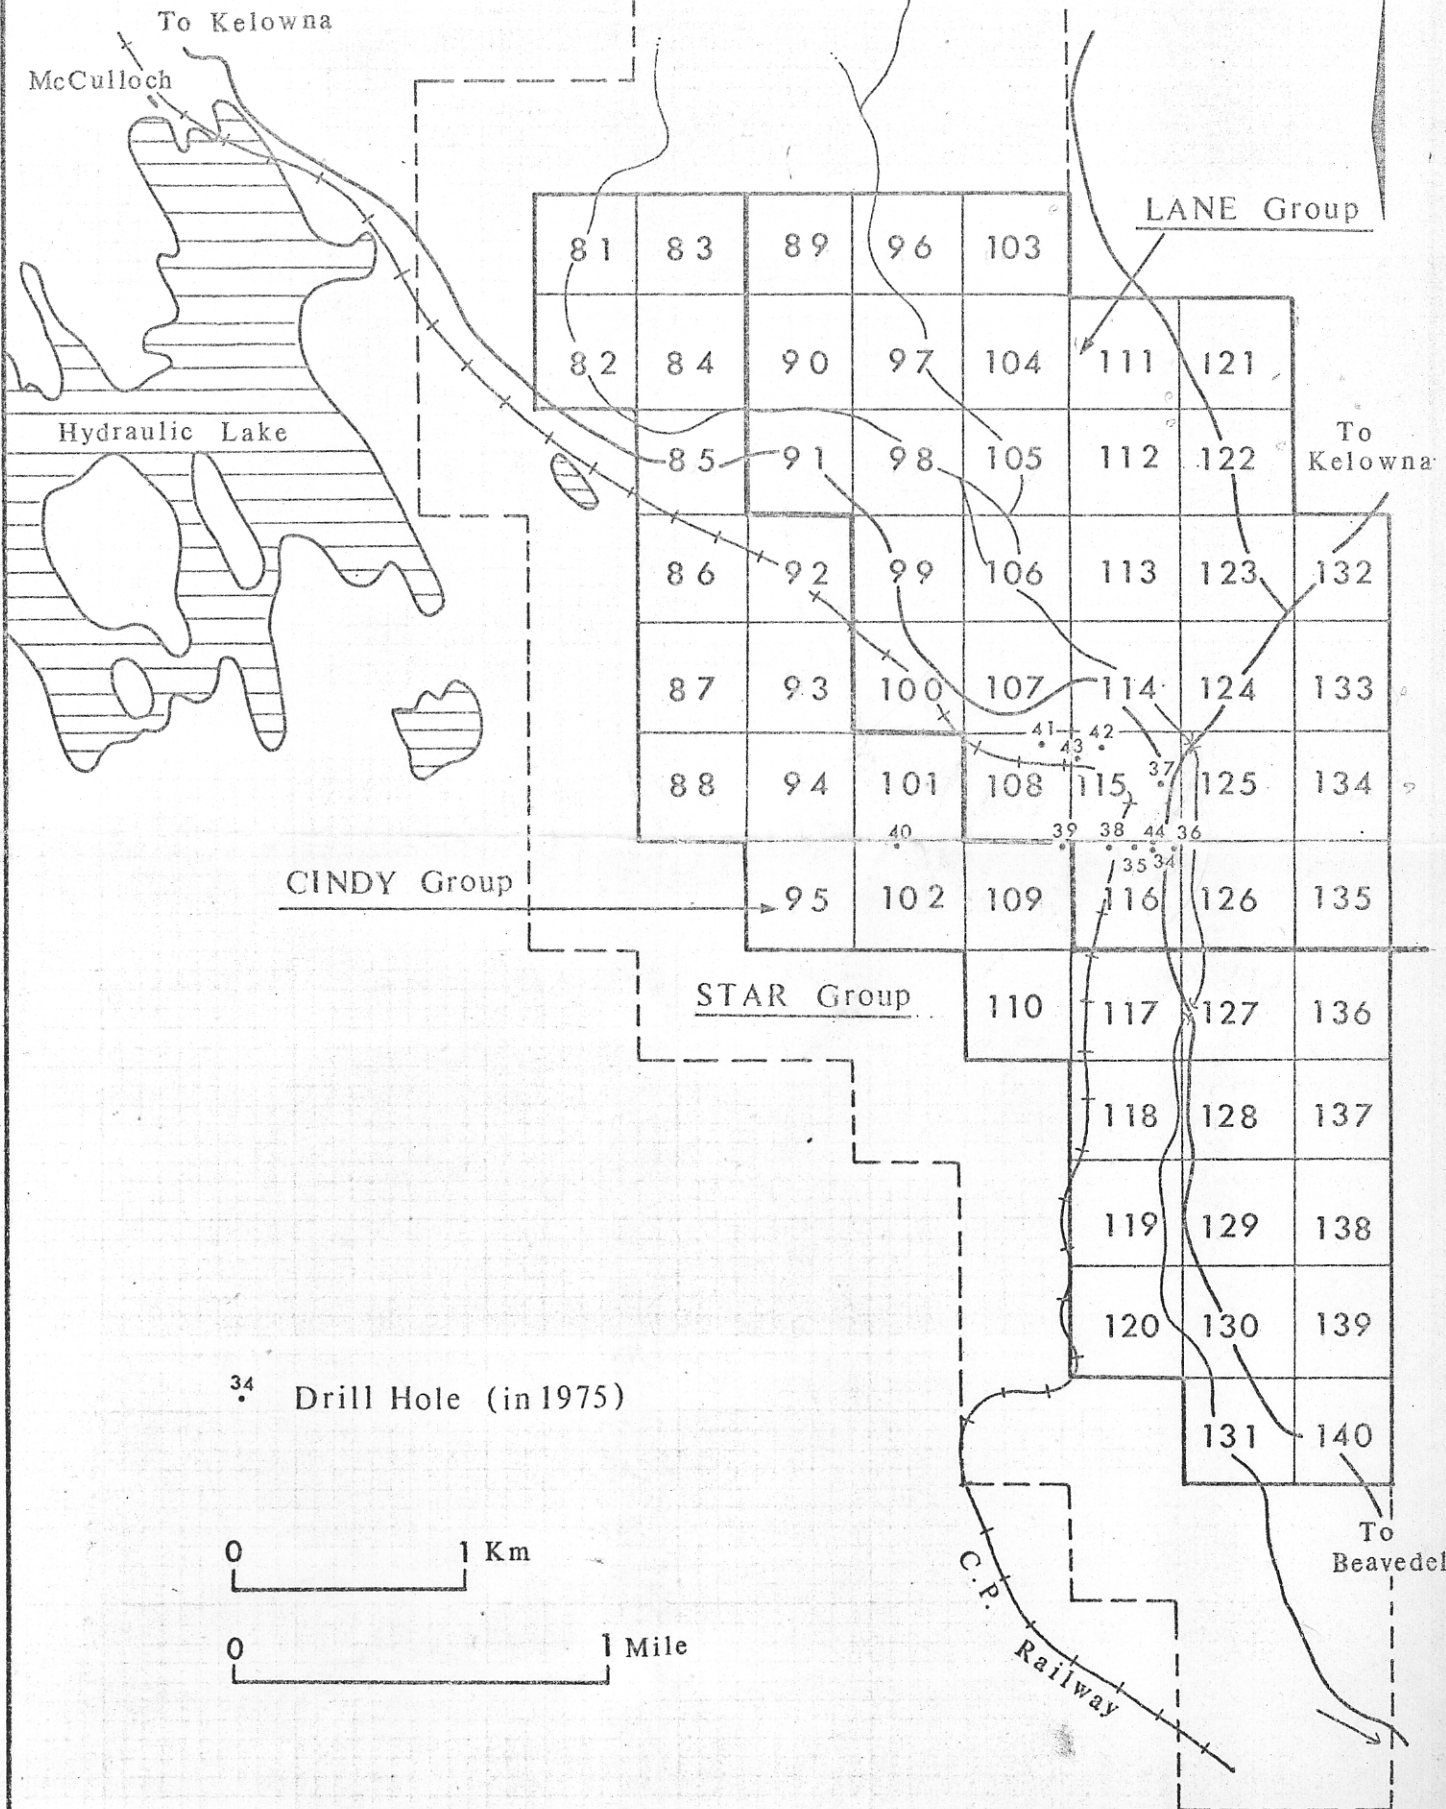 To Kelowna
McCulloch
LANE Group
81 83 89 96 103
82 84 90 97 104 111 121
Hydraulic Lake
To
Kelowna
85 91 98 105 112 122
86 92 99 106 113 123 132
87 93 100 107 114 124 133
41 42
43
37
88 94 101 108 115 125 134
40 39 38 44 36
35 34
CINDY Group
95 102 109 116 126 135
STAR Group
110 117 127 136
118 128 137
119 129 138
120 130 139
34
Drill Hole (in 1975)
131 140
To
Beavedel
0 1 Km
C.P.
Railway
0 1 Mile